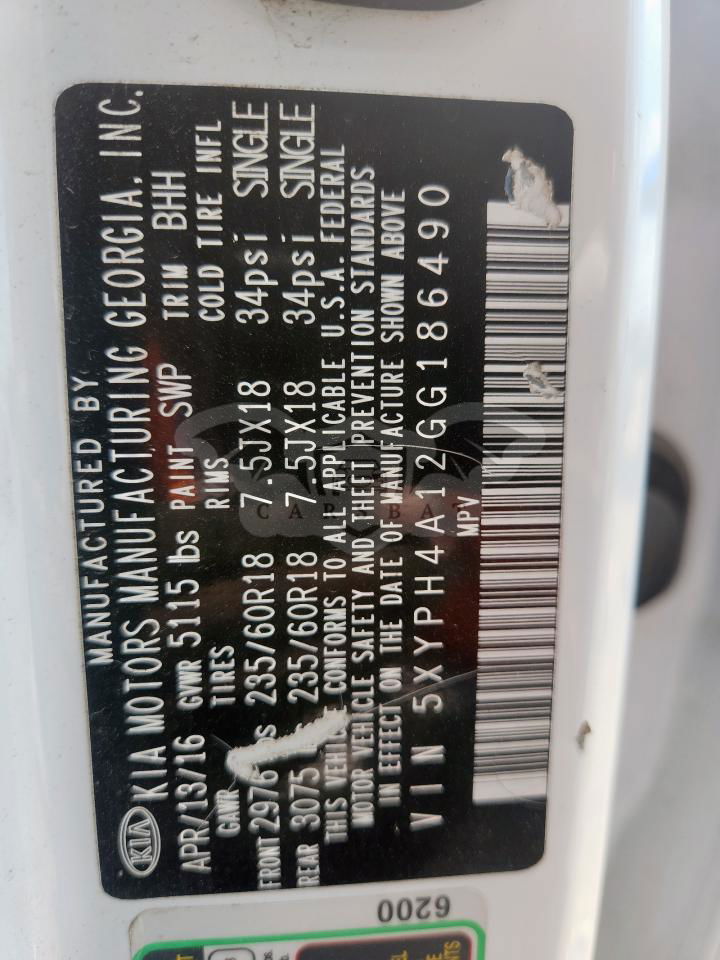 MANUFACTURED BY
KIA KIA MOTORS MANUFACTURING GEORGIA, INC.
APR/13/16 GVWR 5115 lbs PAINT SWP TRIM BHH
GAWR TIRES RIMS COLD TIRE INFL
FRONT 2976 235/60R18 7.5JX18 34psi SINGLE
REAR 3075 235/60R18 7.5JX18 34psi SINGLE
THIS CONFORMS TO ALL APPLICABLE U.S.A. FEDERAL
MOTOR VEHICLE SAFETY AND THEFT PREVENTION STANDARDS
IN EFFECT ON THE DATE OF MANUFACTURE SHOWN ABOVE
VIN 5XYPH4A12GG186490
MPV
CAR BAT
6200